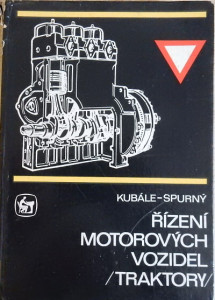 KUBÁLE-SPURNÝ
ŘÍZENÍ
MOTOROVÝCH
VOZIDEL
/TRAKTORY/